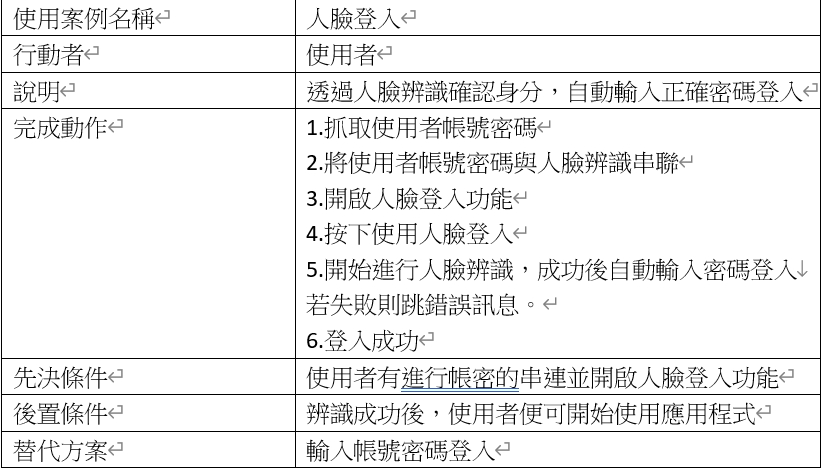 使用案例名稱 人臉登入
行動者 使用者
說明 透過人臉辨識確認身分，自動輸入正確密碼登入
完成動作 1.抓取使用者帳號密碼
2.將使用者帳號密碼與人臉辨識串聯
3.開啟人臉登入功能
4.按下使用人臉登入
5.開始進行人臉辨識，成功後自動輸入密碼登入
若失敗則跳錯誤訊息。
6.登入成功
先決條件 使用者有進行帳密的串連並開啟人臉登入功能
後置條件 辨識成功後，使用者便可開始使用應用程式
替代方案 輸入帳號密碼登入